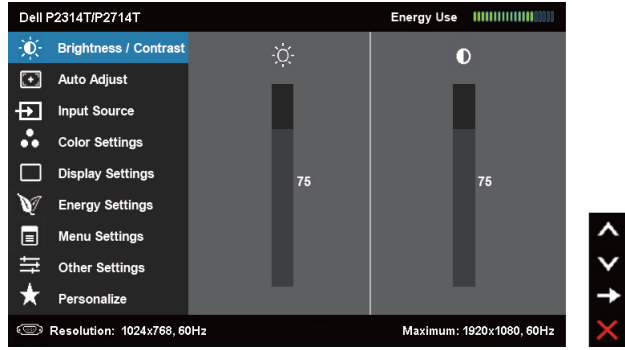 Dell P2314T/P2714T Energy Use
Brightness / Contrast
Auto Adjust
Input Source
Color Settings
Display Settings
75 75
Energy Settings
Menu Settings
Other Settings
Personalize
Resolution: 1024x768, 60Hz Maximum: 1920x1080, 60Hz